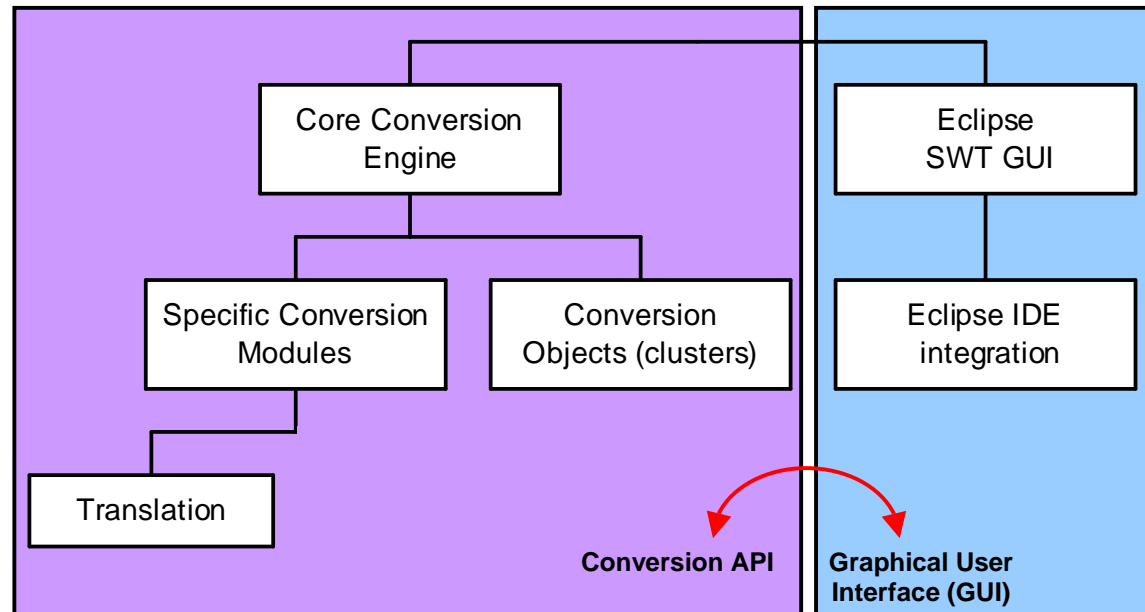 Core Conversion
Engine
Eclipse
SWT GUI
Specific Conversion
Modules
Conversion
Objects (clusters)
Eclipse IDE
integration
Translation
Conversion API
Graphical User
Interface (GUI)